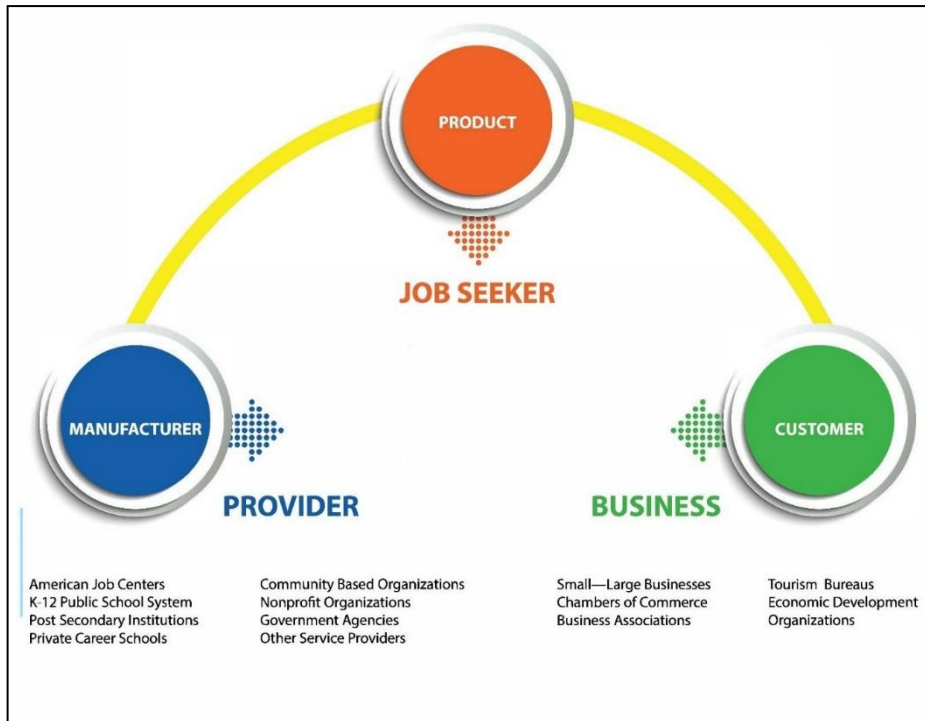 PRODUCT
JOB SEEKER
MANUFACTURER
CUSTOMER
PROVIDER
BUSINESS
American Job Centers
K-12 Public School System
Post Secondary Institutions
Private Career Schools
Community Based Organizations
Nonprofit Organizations
Government Agencies
Other Service Providers
Small—Large Businesses
Chambers of Commerce
Business Associations
Tourism Bureaus
Economic Development
Organizations